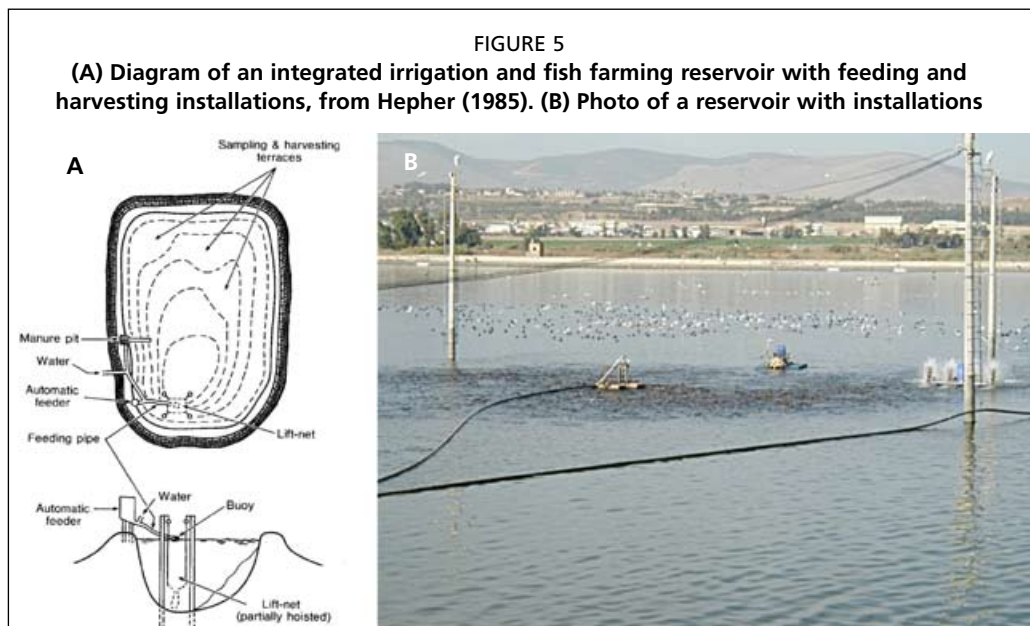 FIGURE 5
(A) Diagram of an integrated irrigation and fish farming reservoir with feeding and
harvesting installations, from Hepher (1985). (B) Photo of a reservoir with installations
A
Sampling & harvesting
terraces
Manure pit
Water
Automatic
feeder
Feeding pipe
Lift-net
Water
Automatic
feeder
Buoy
Lift-net
(partially hoisted)
B